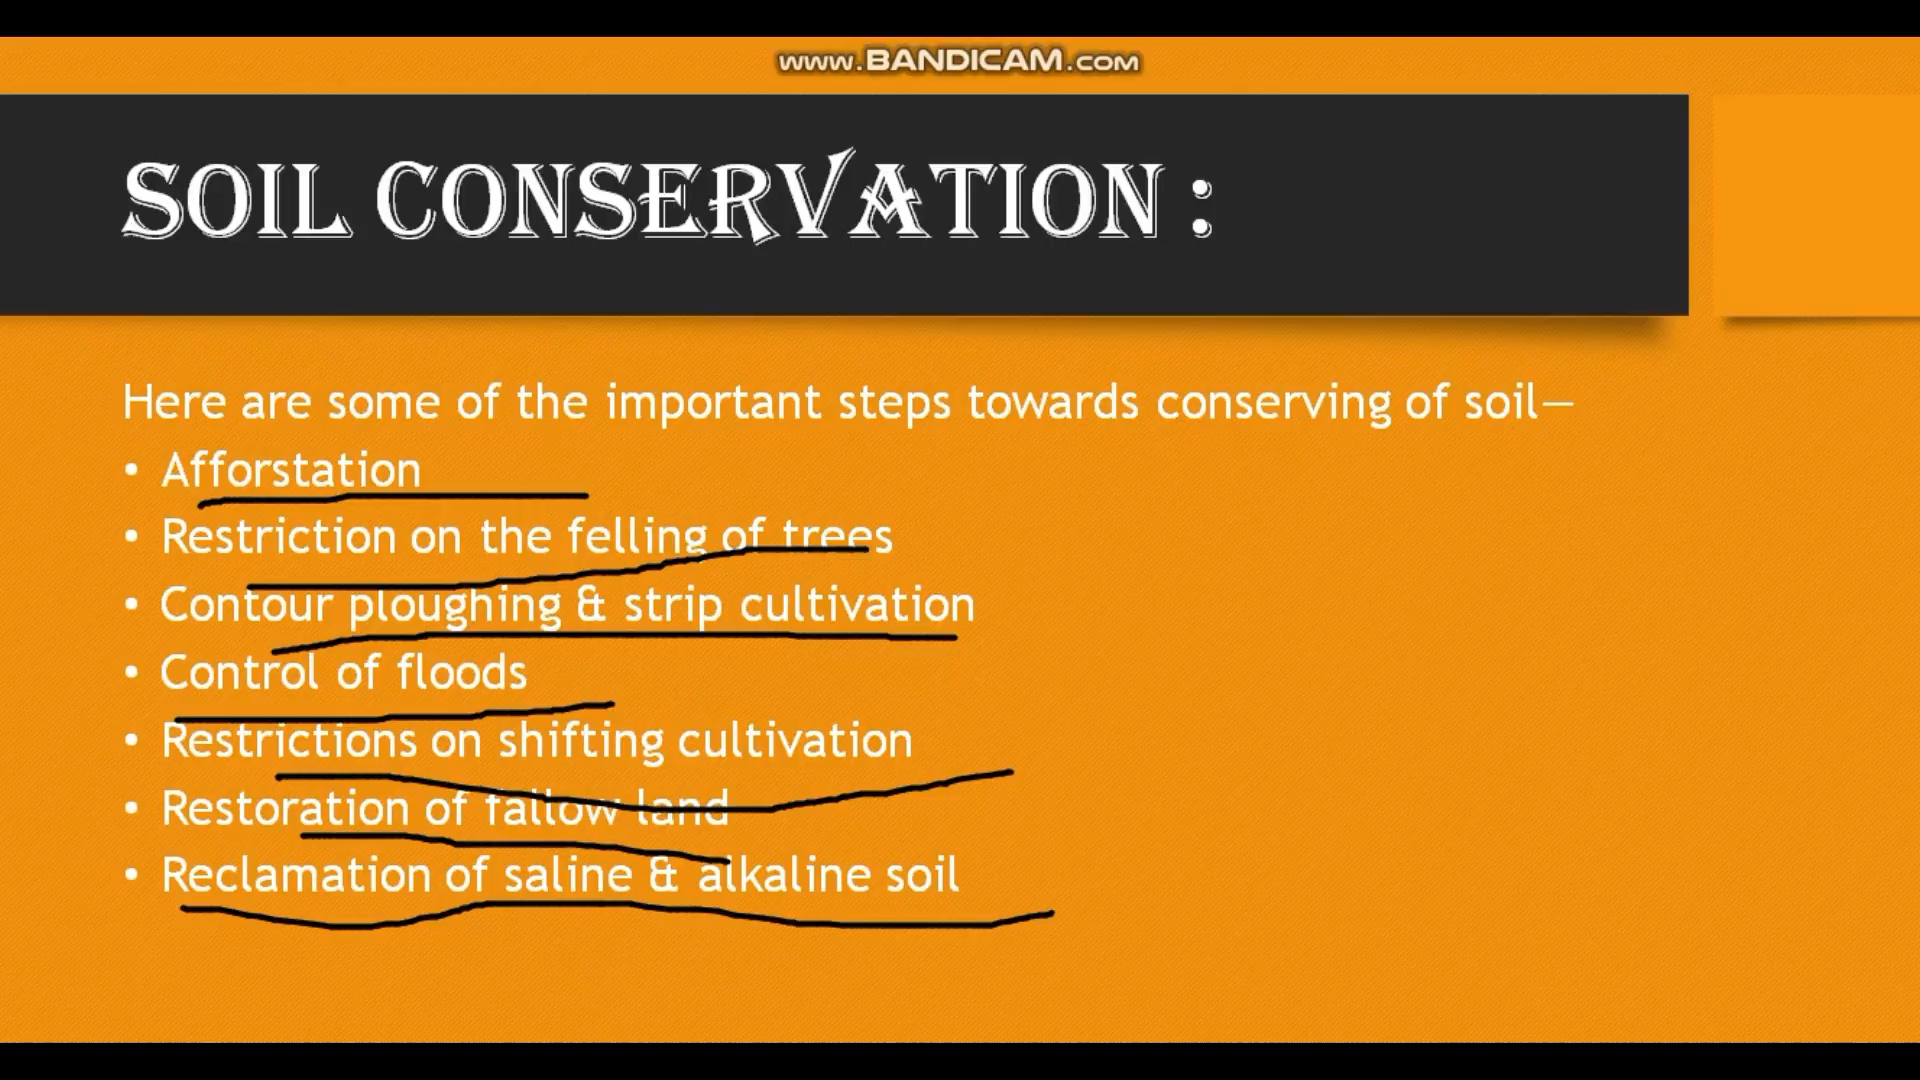 www.BANDICAM.com
SOIL CONSERVATION :
Here are some of the important steps towards conserving of soil—
• Afforstation
• Restriction on the felling of trees
• Contour ploughing & strip cultivation
• Control of floods
• Restrictions on shifting cultivation
• Restoration of fallow land
• Reclamation of saline & alkaline soil